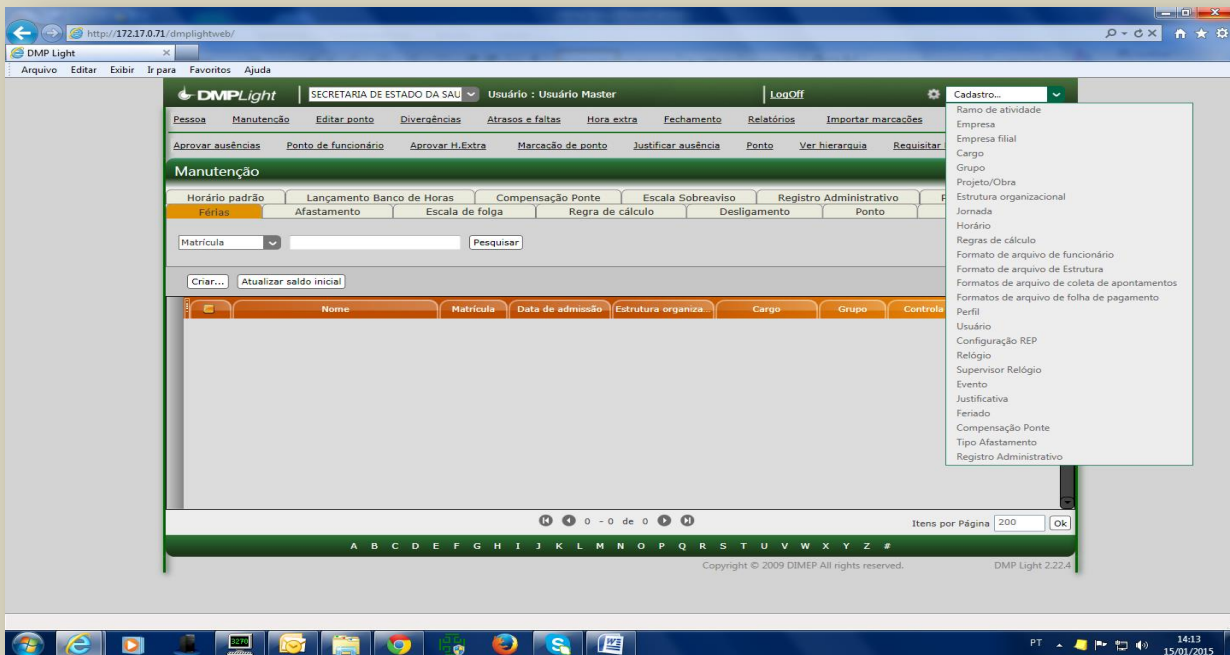 http://172.17.0.71/dmplightweb/
DMP Light
Arquivo Editar Exibir Ir para Favoritos Ajuda
DMPLight SECRETARIA DE ESTADO DA SAU Usuário : Usuário Master LogOff Cadastro...
Pessoa Manutenção Editar ponto Divergências Atrasos e faltas Hora extra Fechamento Relatórios Importar marcações
Aprovar ausências Ponto de funcionário Aprovar H.Extra Marcação de ponto Justificar ausência Ponto Ver hierarquia Requisitar
Manutenção
Horário padrão Lançamento Banco de Horas Compensação Ponte Escala Sobreaviso Registro Administrativo
Férias Afastamento Escala de folga Regra de cálculo Desligamento Ponto
Matrícula Pesquisar
Criar... Atualizar saldo inicial
Nome Matrícula Data de admissão Estrutura organiza... Cargo Grupo Controla
Ramo de atividade
Empresa
Empresa filial
Cargo
Grupo
Projeto/Obra
Estrutura organizacional
Jornada
Horário
Regras de cálculo
Formato de arquivo de funcionário
Formato de arquivo de Estrutura
Formatos de arquivo de coleta de apontamentos
Formatos de arquivo de folha de pagamento
Perfil
Usuário
Configuração REP
Relógio
Supervisor Relógio
Evento
Justificativa
Feriado
Compensação Ponte
Tipo Afastamento
Registro Administrativo
0 - 0 de 0 Itens por Página 200 Ok
A B C D E F G H I J K L M N O P Q R S T U V W X Y Z #
Copyright © 2009 DIMEP All rights reserved. DMP Light 2.22.4
3270
PT 14:13
15/01/2015